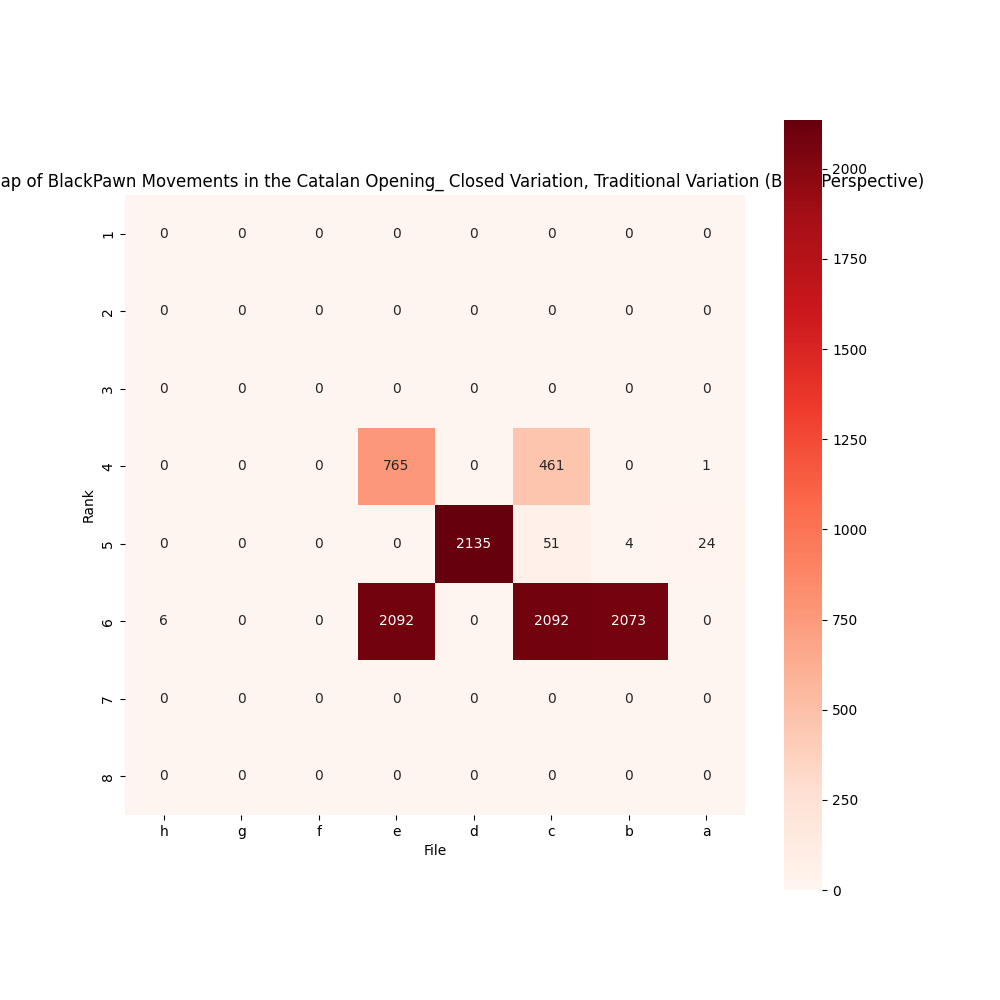 ap of BlackPawn Movements in the Catalan Opening_ Closed Variation, Traditional Variation (B Perspective)
1 0 0 0 0 0 0 0 0
2 0 0 0 0 0 0 0 0
3 0 0 0 0 0 0 0 0
4 0 0 0 765 0 461 0 1
5 0 0 0 0 2135 51 4 24
6 6 0 0 2092 0 2092 2073 0
7 0 0 0 0 0 0 0 0
8 0 0 0 0 0 0 0 0
h g f e d c b a
File
Rank
2000
1750
1500
1250
1000
750
500
250
0